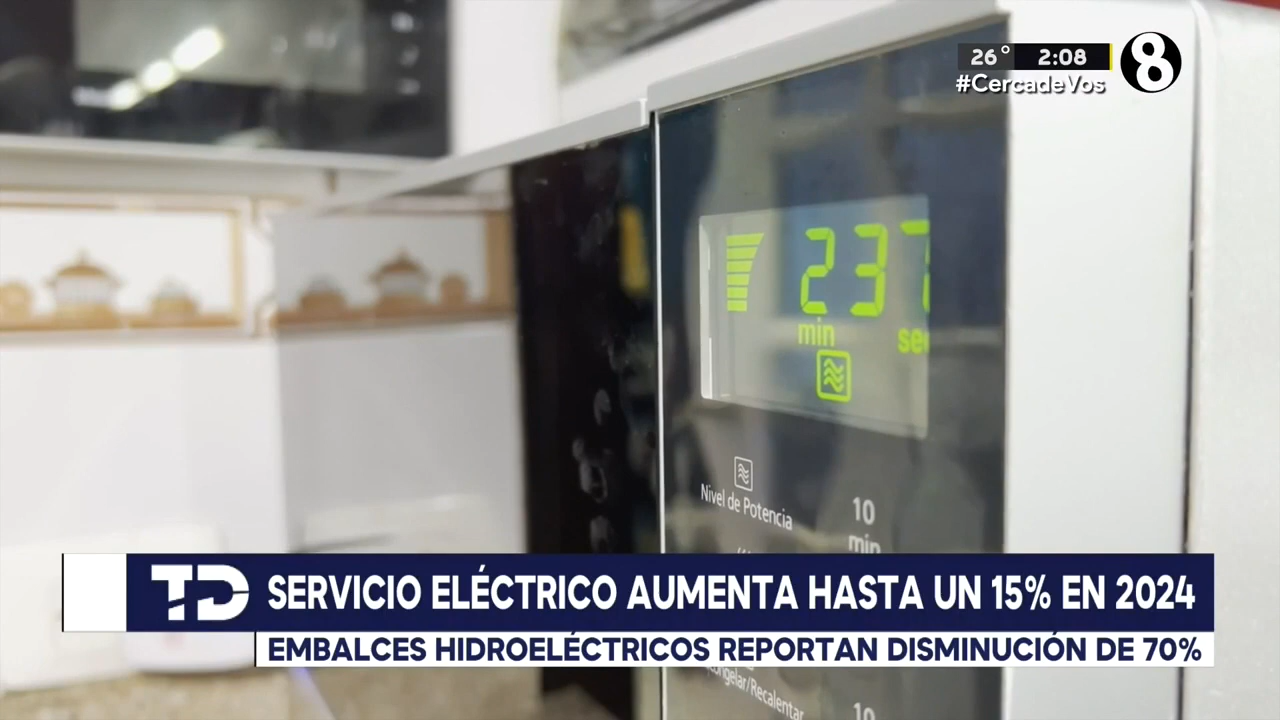 26° 2:08 8
#CercadeVos
237
min
Nivel de Potencia
10
min
TD SERVICIO ELÉCTRICO AUMENTA HASTA UN 15% EN 2024
EMBALCES HIDROELÉCTRICOS REPORTAN DISMINUCIÓN DE 70%
10